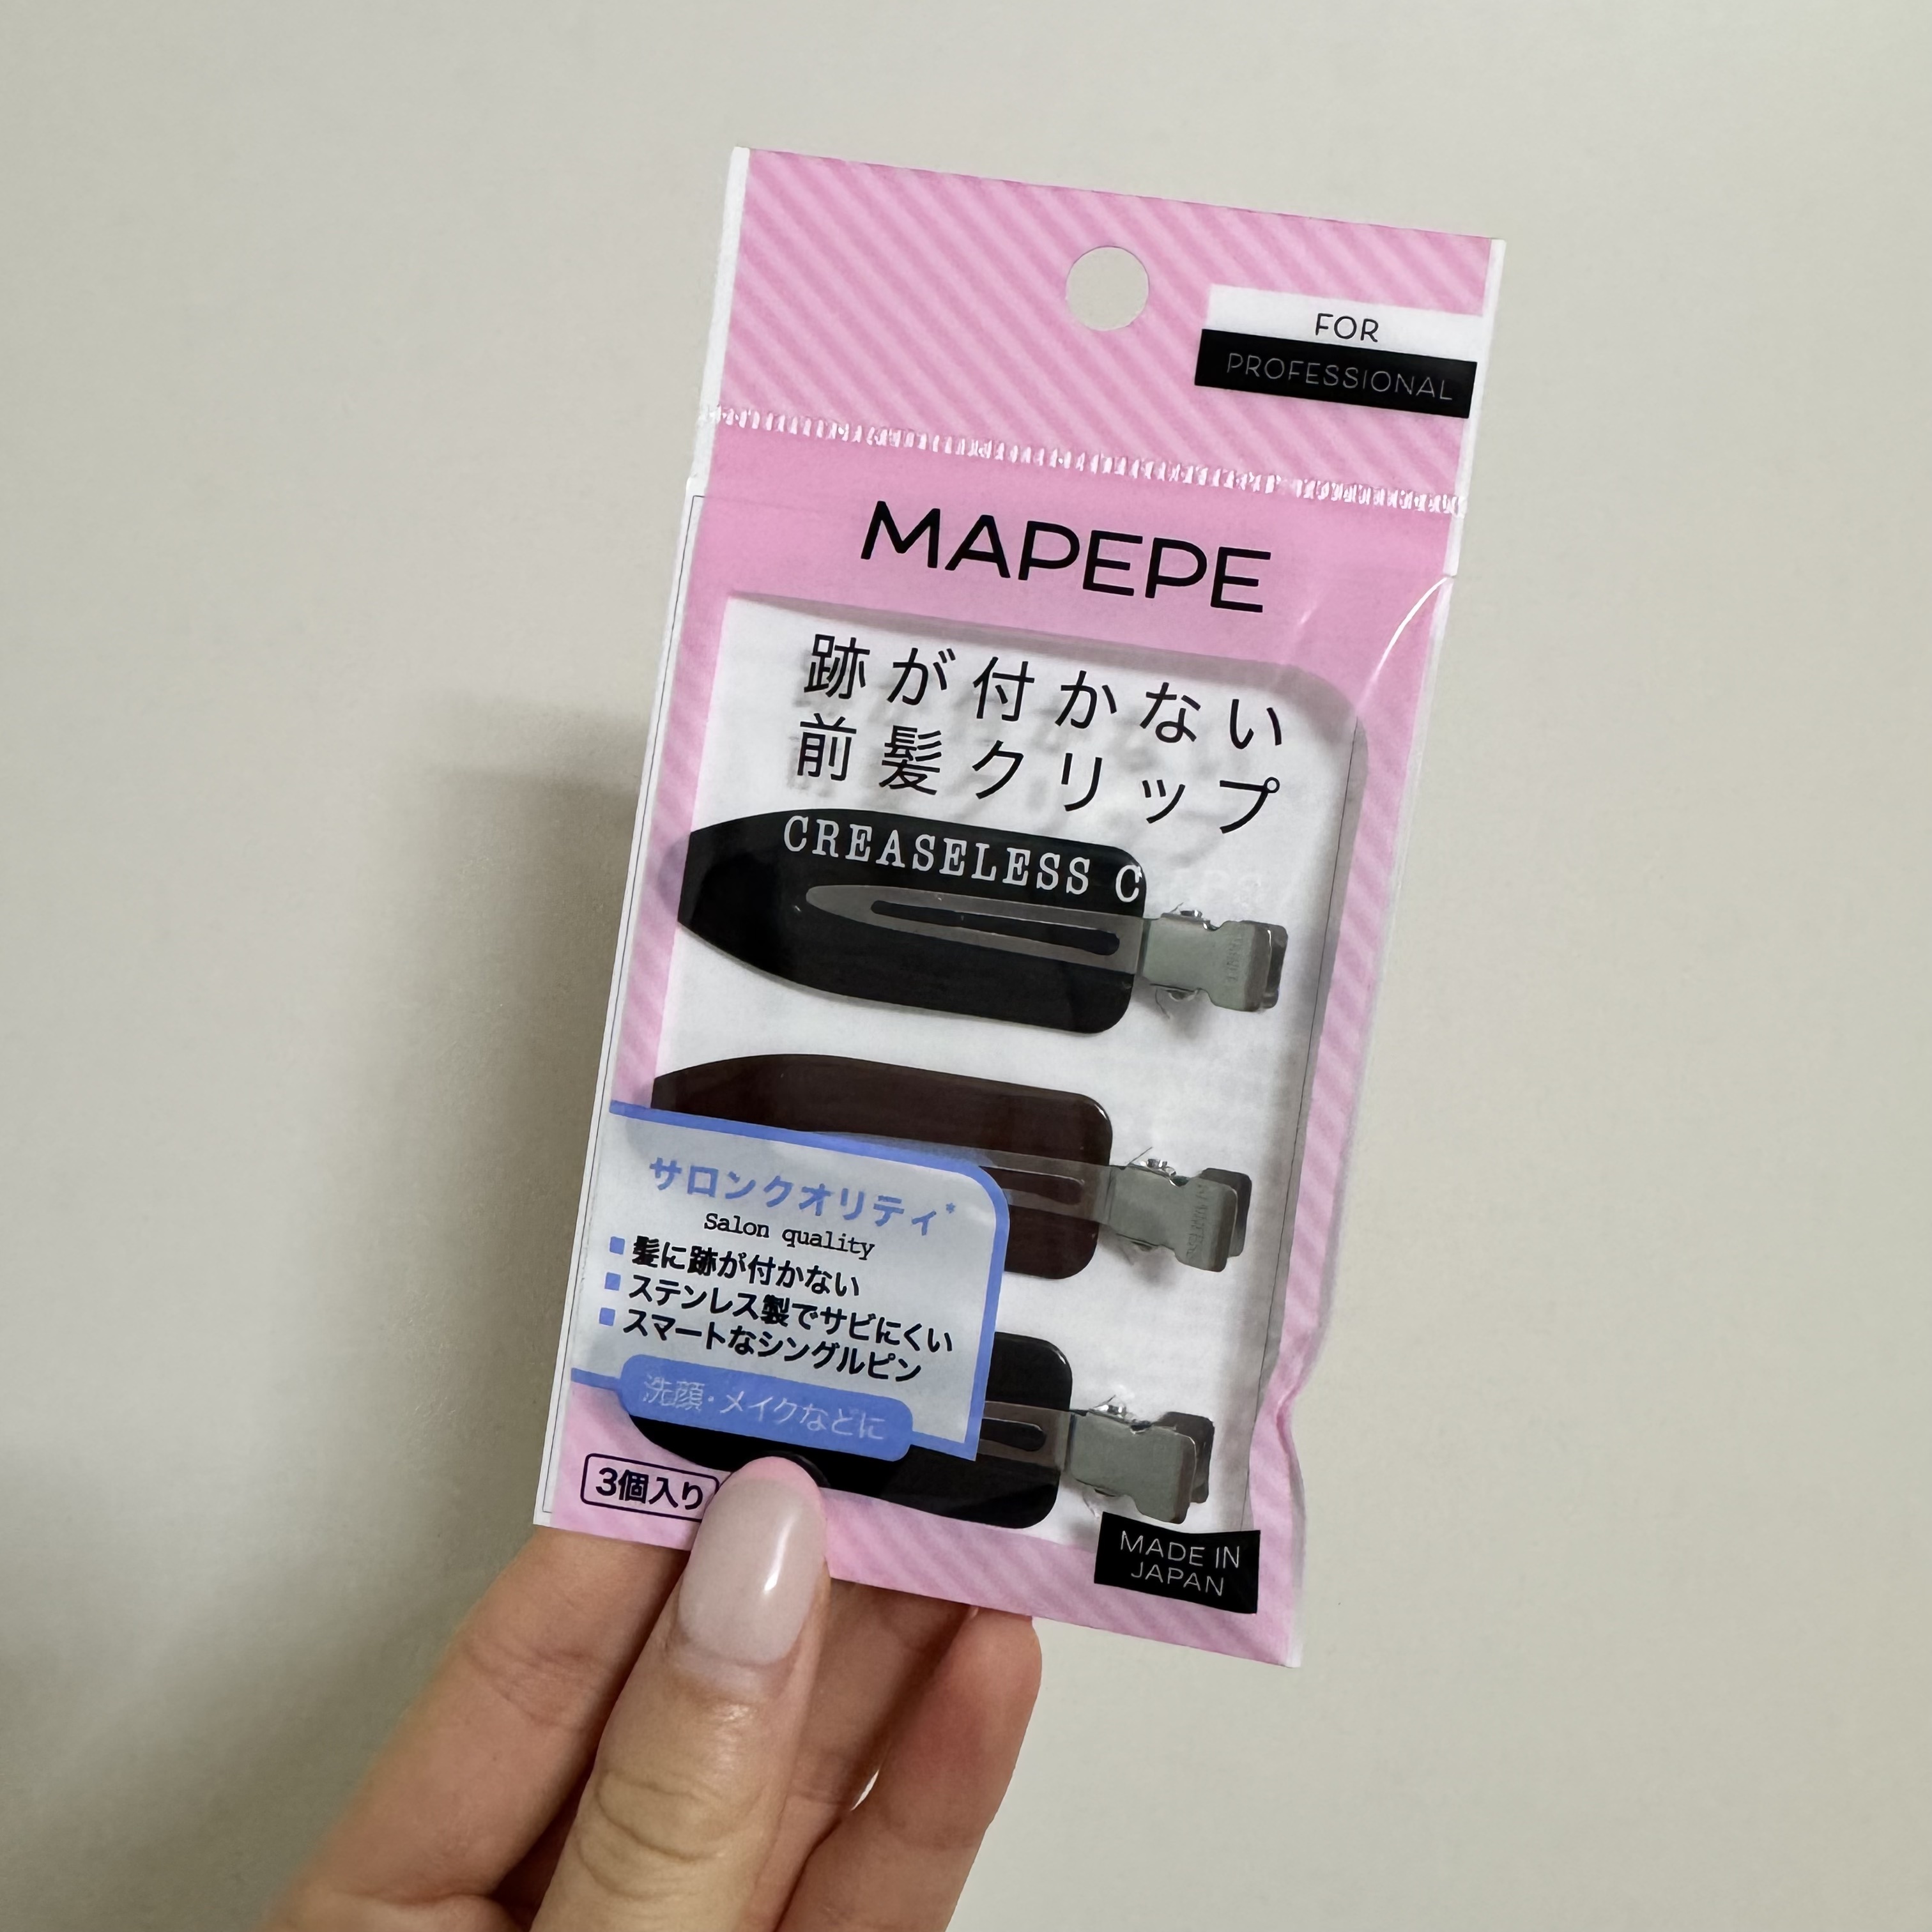 FOR
PROFESSIONAL
MAPEPE
跡が付かない
前髪クリップ
CREASELESS C
サロンクオリティ*
Salon quality
■髪に跡が付かない
■ステンレス製でサビにくい
■スマートなシングルピン
洗顔・メイクなどに
3個入り
MADE IN
JAPAN